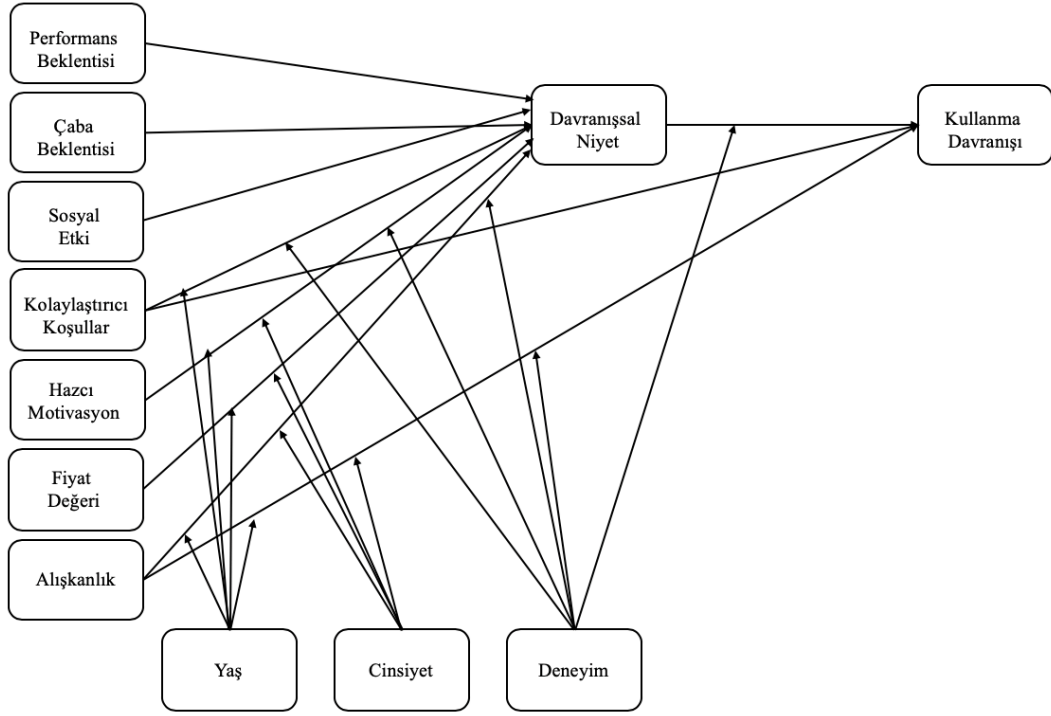 Performans
Beklentisi
Çaba
Beklentisi
Sosyal
Etki
Kolaylaştırıcı
Koşullar
Hazcı
Motivasyon
Fiyat
Değeri
Alışkanlık
Davranışsal
Niyet
Kullanma
Davranışı
Yaş
Cinsiyet
Deneyim